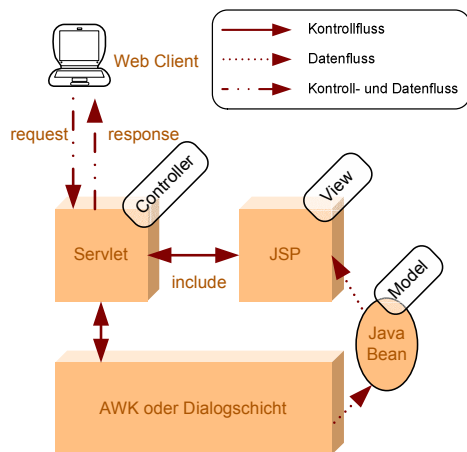 Web Client
Kontrollfluss
Datenfluss
Kontroll- und Datenfluss
request
response
Controller
View
Servlet
include
JSP
Model
Java
Bean
AWK oder Dialogschicht